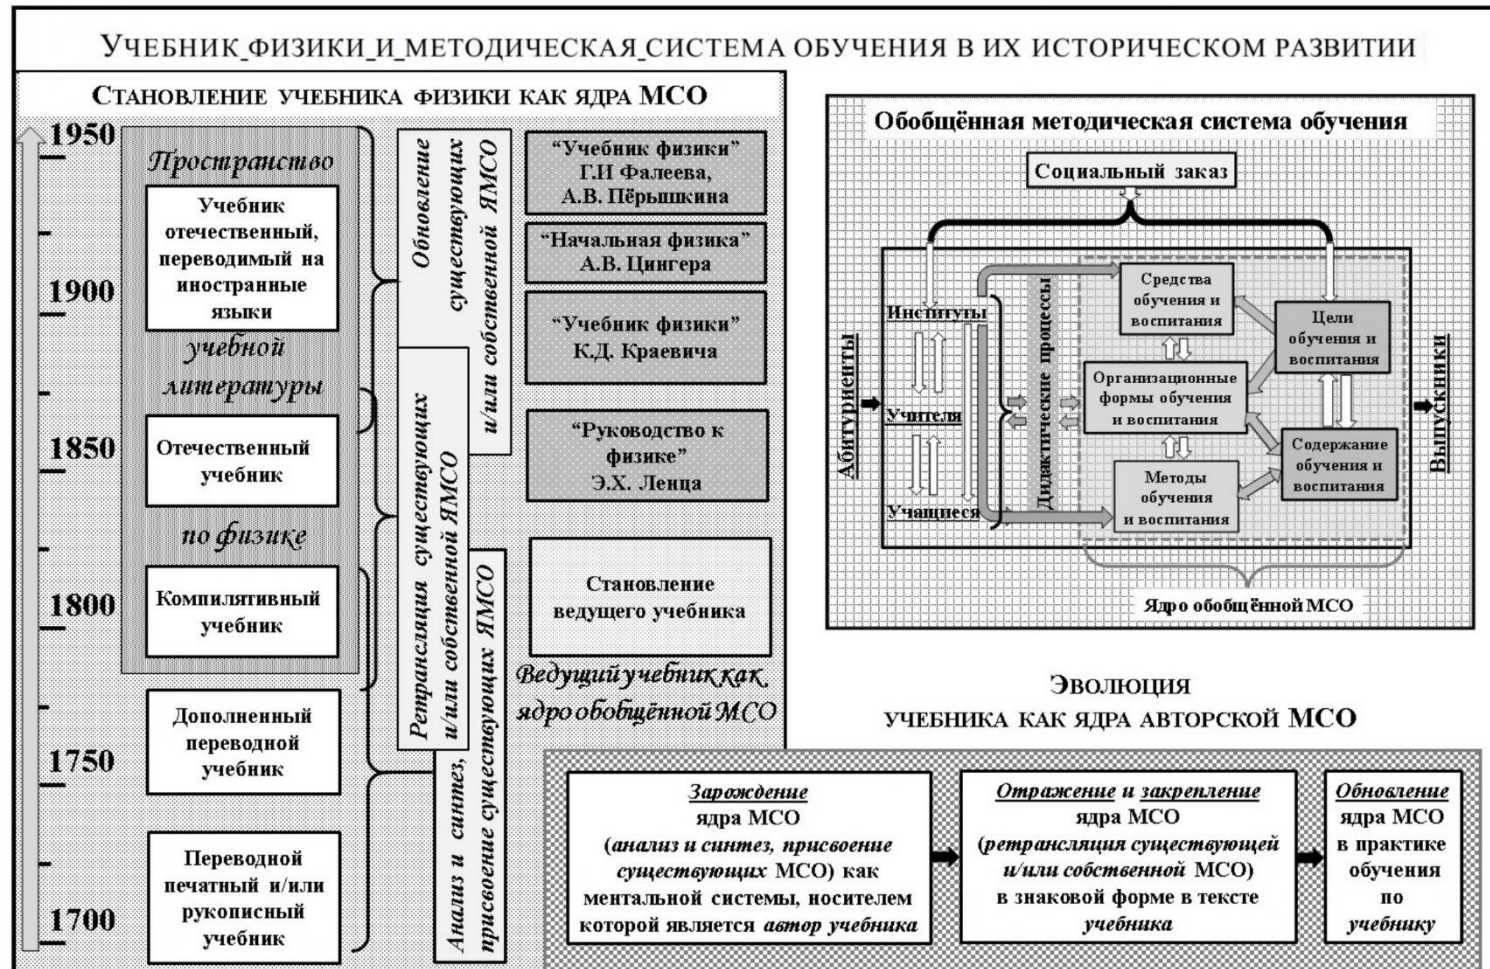 УЧЕБНИК_ФИЗИКИ_И_МЕТОДИЧЕСКАЯ_СИСТЕМА ОБУЧЕНИЯ В ИХ ИСТОРИЧЕСКОМ РАЗВИТИИ
СТАНОВЛЕНИЕ УЧЕБНИКА ФИЗИКИ КАК ЯДРА МСО
1950
1900
1850
1800
1750
1700
Пространство
учебной
литературы
по физике
Учебник
отечественный,
переводимый на
иностранные
языки
Отечественный
учебник
Компилятивный
учебник
Дополненный
переводной
учебник
Переводной
печатный и/или
рукописный
учебник
Обновление
существующих
и/или собственной ЯМСО
Ретрансляция существующих
и/или собственной ЯМСО
Анализ и синтез,
присвоение существующих ЯМСО
“Учебник физики”
Г.И Фалеева,
А.В. Пёрышкина
“Начальная физика”
А.В. Цингера
“Учебник физики”
К.Д. Краевича
“Руководство к
физике”
Э.Х. Ленца
Становление
ведущего учебника
Ведущий учебник как
ядро обобщённой МСО
Обобщённая методическая система обучения
Социальный заказ
Абитуриенты
Институты
Учителя
Учащиеся
Дидактические процессы
Средства
обучения и
воспитания
Организационные
формы обучения
и воспитания
Методы
обучения
и воспитания
Цели
обучения и
воспитания
Содержание
обучения и
воспитания
Выпускники
Ядро обобщённой МСО
ЭВОЛЮЦИЯ
УЧЕБНИКА КАК ЯДРА АВТОРСКОЙ МСО
Зарождение
ядра МСО
(анализ и синтез, присвоение
существующих МСО) как
ментальной системы, носителем
которой является автор учебника
Отражение и закрепление
ядра МСО
(ретрансляция существующей
и/или собственной МСО)
в знаковой форме в тексте
учебника
Обновление
ядра МСО
в практике
обучения
по
учебнику